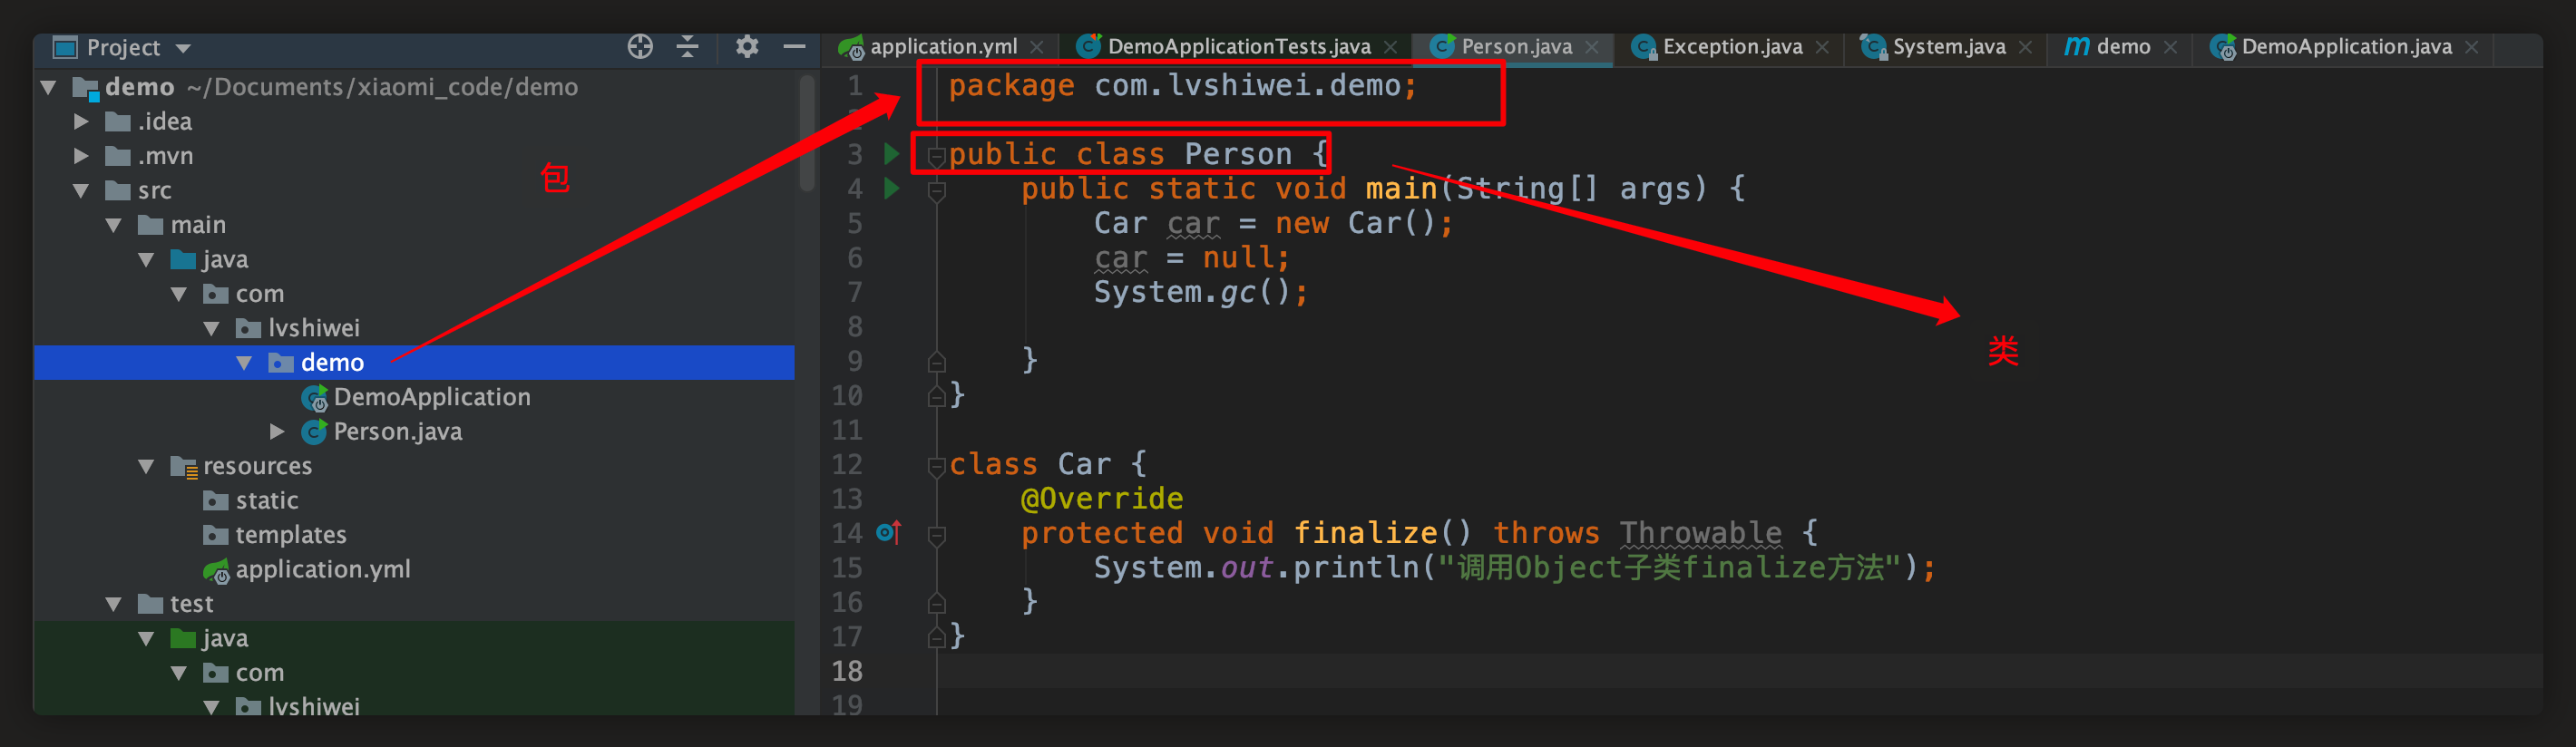 Project
application.yml
DemoApplicationTests.java
Person.java
Exception.java
System.java
demo
DemoApplication.java
demo ~/Documents/xiaomi_code/demo
.idea
.mvn
src
main
java
com
lvshiwei
demo
DemoApplication
Person.java
resources
static
templates
application.yml
test
java
com
lvshiwei
包
1 package com.lvshiwei.demo;
2
3 public class Person {
4 public static void main(String[] args) {
5 Car car = new Car();
6 car = null;
7 System.gc();
8
9 }
10 }
11
12 class Car {
13 @Override
14 protected void finalize() throws Throwable {
15 System.out.println("调用Object子类finalize方法");
16 }
17 }
18
19
类